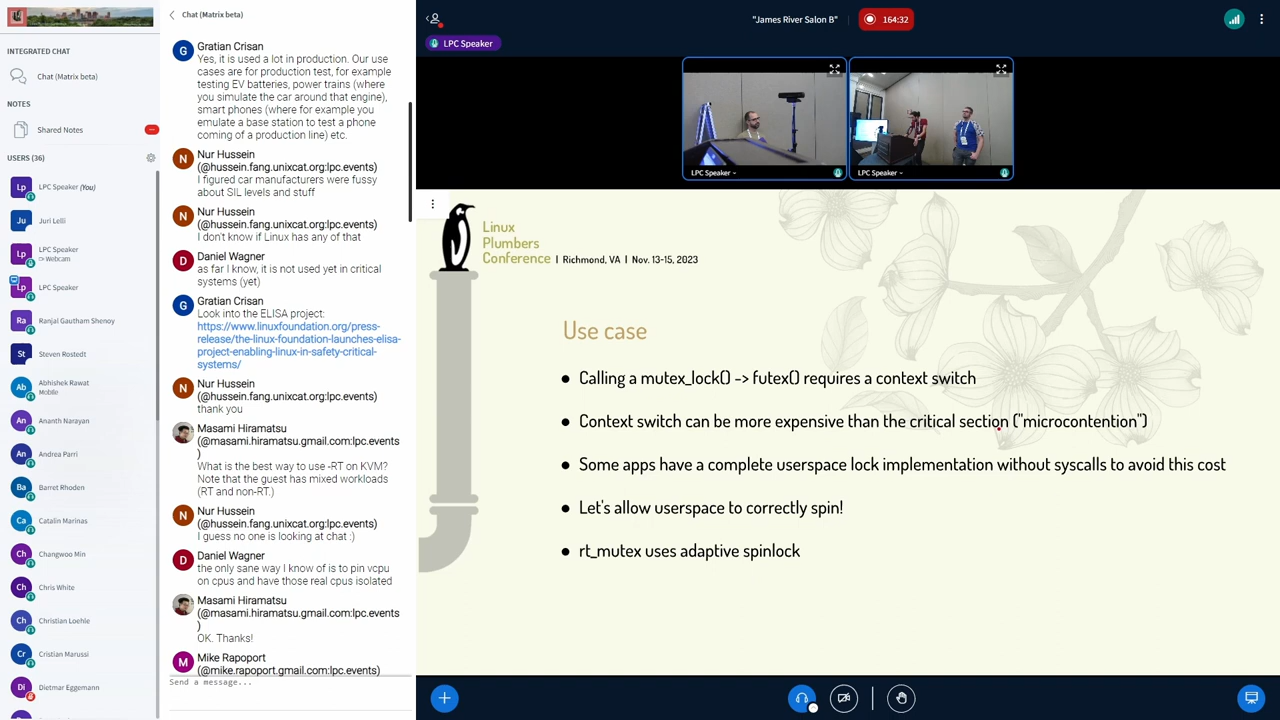 INTEGRATED CHAT
Chat (Matrix beta)
NOTES
Shared Notes
USERS (36)
Lp LPC Speaker (You)
Ju Juri Lelli
Lp LPC Speaker
Webcam
Lp LPC Speaker
Ra Ranjal Gautham Shenoy
St Steven Rostedt
Ab Abhishek Rawat
Mobile
An Ananth Narayan
An Andrea Parri
Ba Barret Rhoden
Ca Catalin Marinas
Ch Changwoo Min
Ch Chris White
Ch Christian Loehle
Cr Cristian Marussi
Di Dietmar Eggemann
Chat (Matrix beta)
G Gratian Crisan
Yes, it is used a lot in production. Our use
cases are for production test, for example
testing EV batteries, power trains (where
you simulate the car around that engine),
smart phones (where for example you
emulate a base station to test a phone
coming of a production line) etc.
N Nur Hussein
(@hussein.fang.unixcat.org:lpc.events)
I figured car manufacturers were fussy
about SIL levels and stuff
N Nur Hussein
(@hussein.fang.unixcat.org:lpc.events)
I don't know if Linux has any of that
D Daniel Wagner
as far I know, it is not used yet in critical
systems (yet)
G Gratian Crisan
Look into the ELISA project:
https://www.linuxfoundation.org/press-
release/the-linux-foundation-launches-elisa-
project-enabling-linux-in-safety-critical-
systems/
N Nur Hussein
(@hussein.fang.unixcat.org:lpc.events)
thank you
Masami Hiramatsu
(@masami.hiramatsu.gmail.com:lpc.events
)
What is the best way to use -RT on KVM?
Note that the guest has mixed workloads
(RT and non-RT.)
N Nur Hussein
(@hussein.fang.unixcat.org:lpc.events)
I guess no one is looking at chat :)
D Daniel Wagner
the only sane way I know of is to pin vcpu
on cpus and have those real cpus isolated
Masami Hiramatsu
(@masami.hiramatsu.gmail.com:lpc.events
)
OK. Thanks!
M Mike Rapoport
(@mike.rapoport.gmail.com:lpc.events)
Send a message...
"James River Salon B"
164:32
LPC Speaker
LPC Speaker
LPC Speaker
Linux
Plumbers
Conference | Richmond, VA | Nov. 13-15, 2023
Use case
● Calling a mutex_lock() -> futex() requires a context switch
● Context switch can be more expensive than the critical section ("microcontention")
● Some apps have a complete userspace lock implementation without syscalls to avoid this cost
● Let's allow userspace to correctly spin!
● rt_mutex uses adaptive spinlock